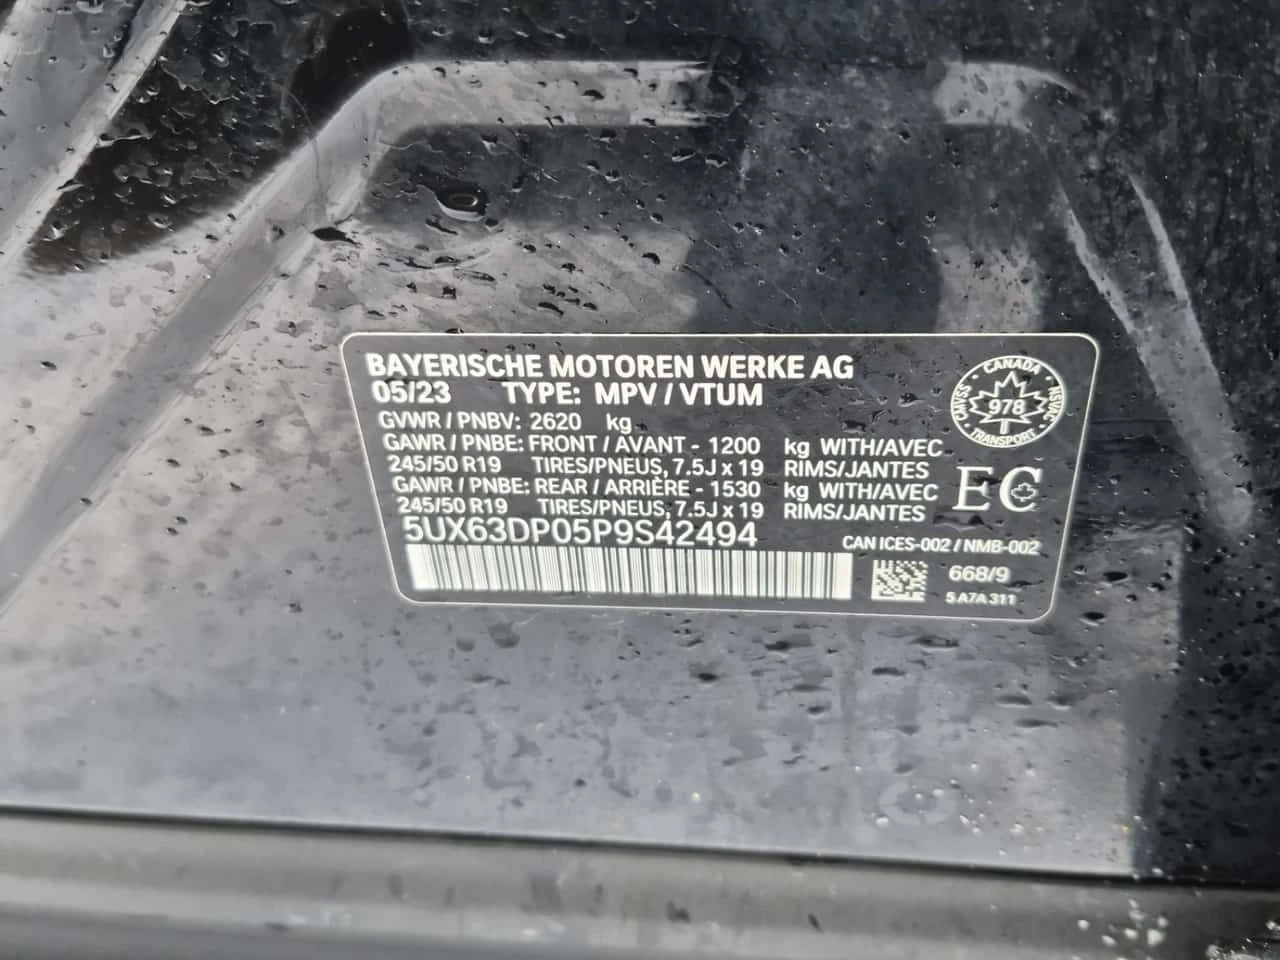 BAYERISCHE MOTOREN WERKE AG
05/23 TYPE: MPV / VTUM
GVWR / PNBV: 2620 kg
GAWR / PNBE: FRONT / AVANT - 1200 kg WITH/AVEC
245/50 R19 TIRES/PNEUS, 7.5J x 19 RIMS/JANTES
GAWR / PNBE: REAR / ARRIÈRE - 1530 kg WITH/AVEC
245/50 R19 TIRES/PNEUS, 7.5J x 19 RIMS/JANTES
5UX63DP05P9S42494
CANADA
CMVSS
978
NSVAC
TRANSPORT
EC
CAN ICES-002 / NMB-002
668/9
5 A7A 311